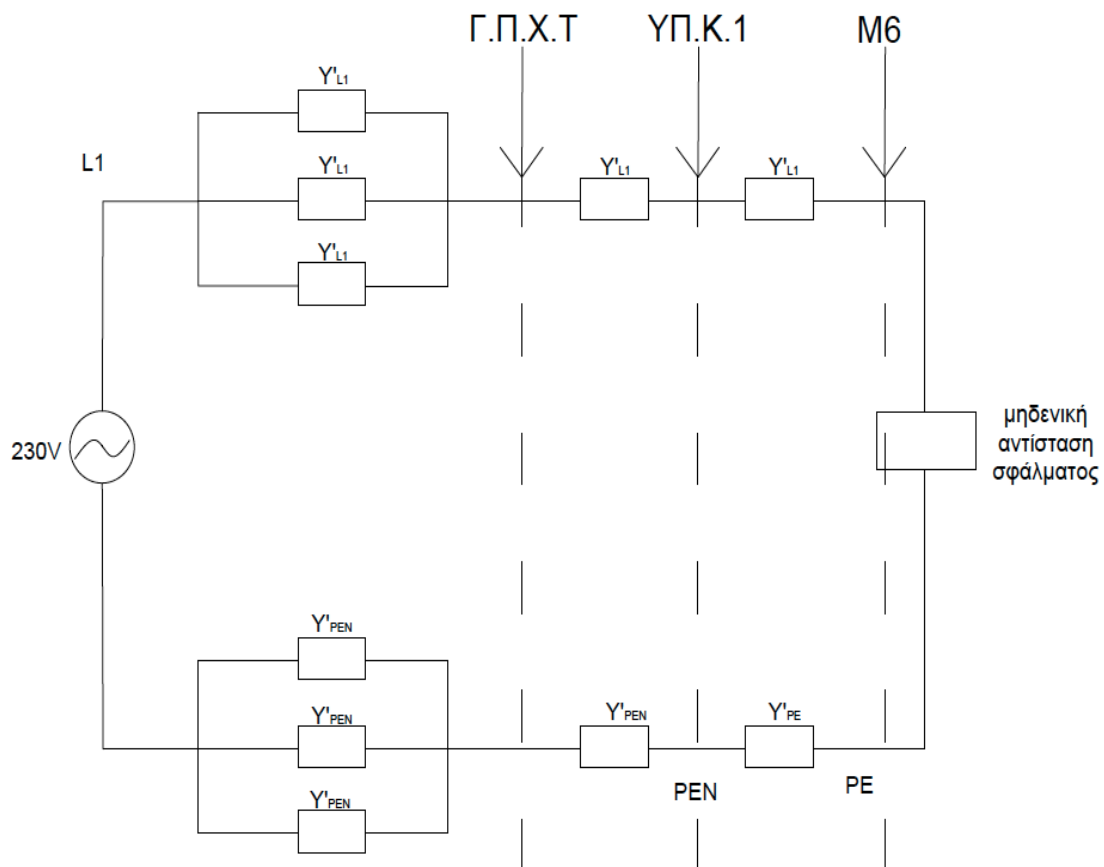 Γ.Π.Χ.Τ ΥΠ.Κ.1 Μ6
Υ'L1
L1
Υ'L1
Υ'L1
Υ'L1
Υ'L1
230V
μηδενική
αντίσταση
σφάλματος
Υ'PEN
Υ'PEN
Υ'PEN
Υ'PEN
Υ'PE
PEN
PE